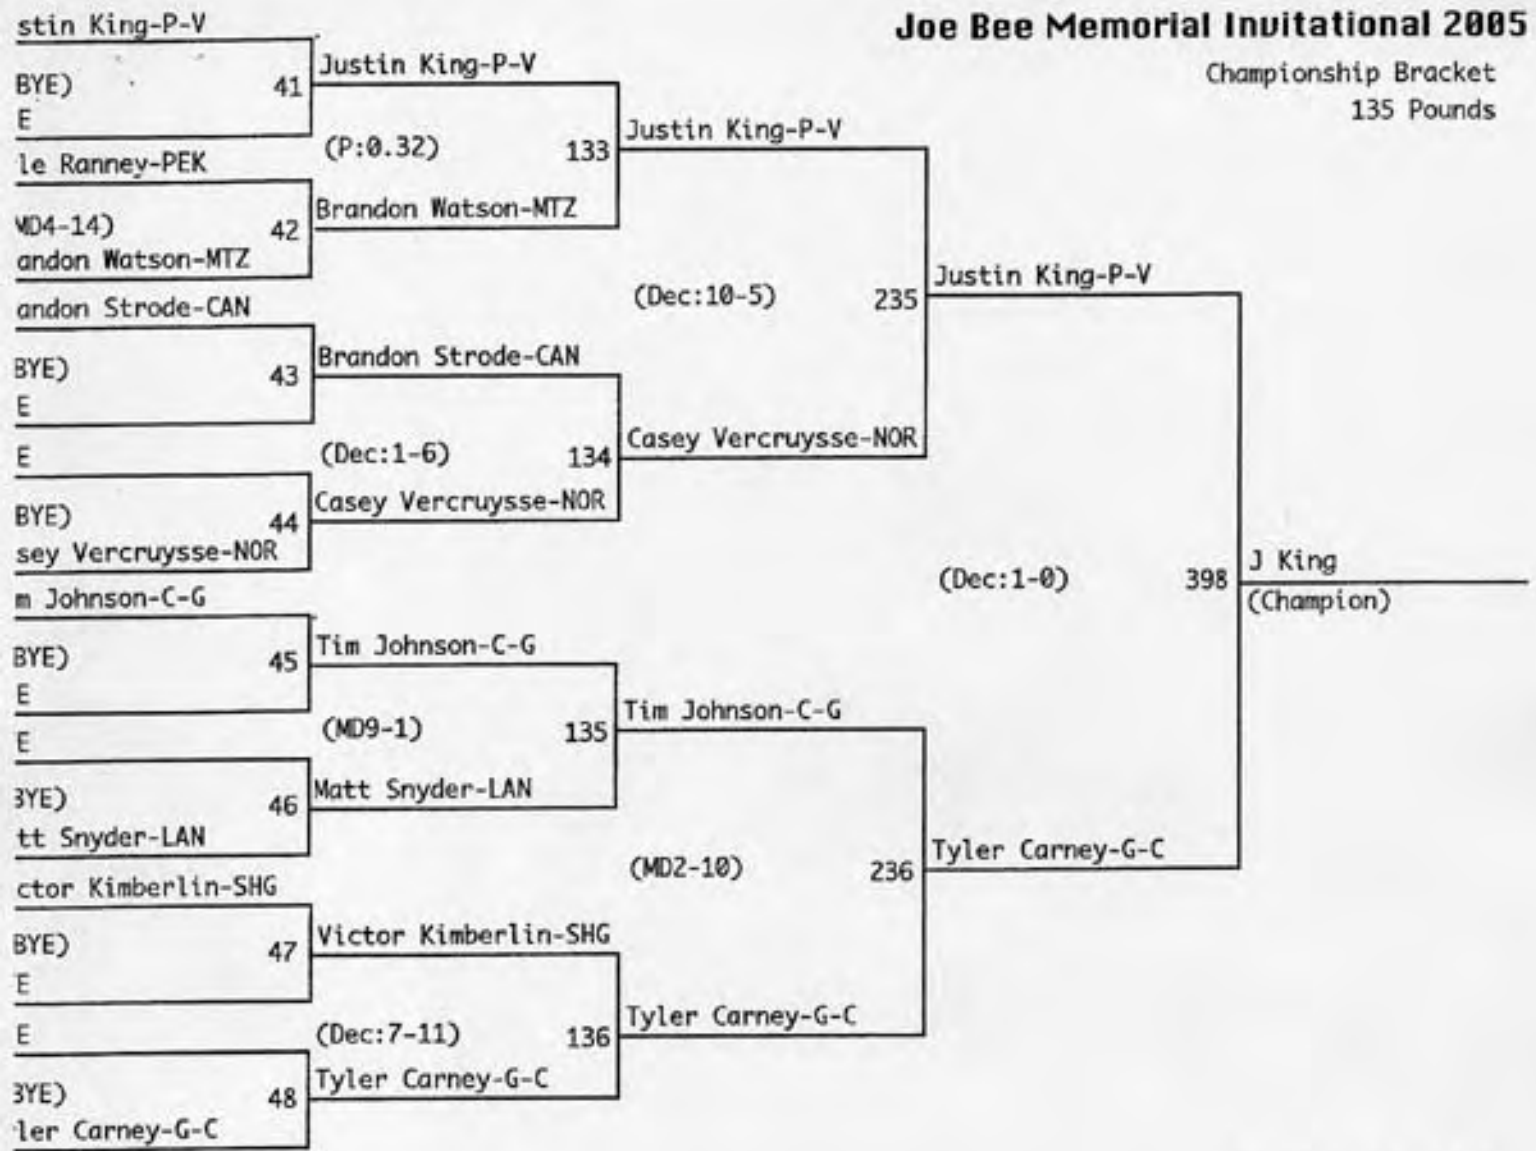 Joe Bee Memorial Invitational 2005
Championship Bracket
135 Pounds
stin King-P-V
BYE)
41
E
le Ranney-PEK
MD4-14)
42
andon Watson-MTZ
andon Strode-CAN
BYE)
43
E
E
BYE)
44
sey Vercruysse-NOR
m Johnson-C-G
BYE)
45
E
E
BYE)
46
tt Snyder-LAN
ctor Kimberlin-SHG
BYE)
47
E
E
BYE)
48
ler Carney-G-C
Justin King-P-V
(P:0.32)
133
Brandon Watson-MTZ
Brandon Strode-CAN
(Dec:1-6)
134
Casey Vercruysse-NOR
Tim Johnson-C-G
(MD9-1)
135
Matt Snyder-LAN
Victor Kimberlin-SHG
(Dec:7-11)
136
Tyler Carney-G-C
Justin King-P-V
(Dec:10-5)
235
Casey Vercruysse-NOR
Tim Johnson-C-G
(MD2-10)
236
Tyler Carney-G-C
Justin King-P-V
(Dec:1-0)
398
Tyler Carney-G-C
J King
(Champion)